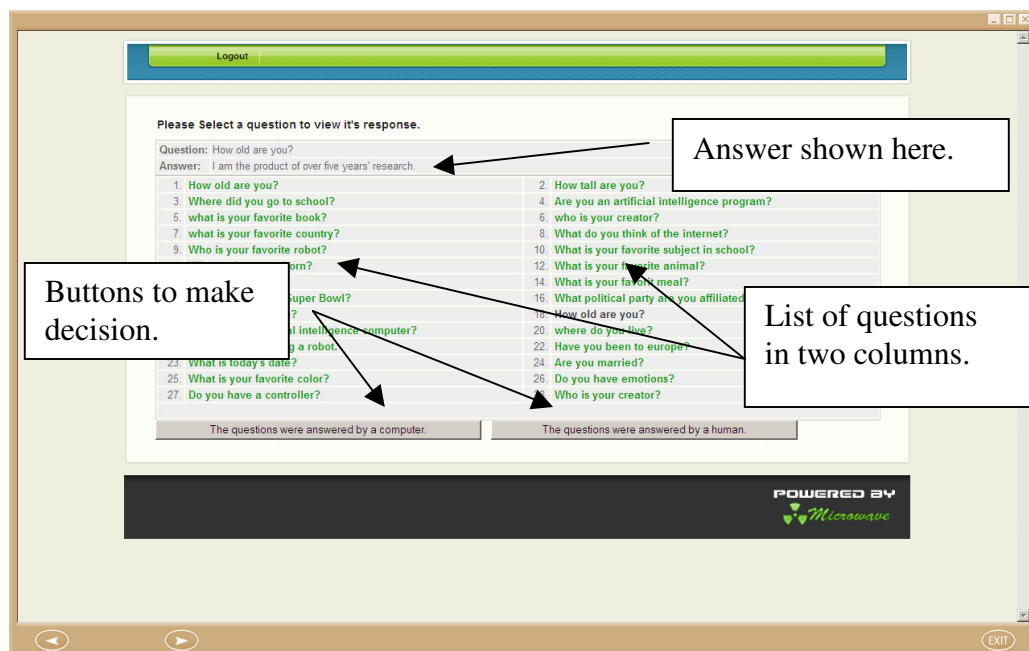 Logout
Please Select a question to view it's response.
Question: How old are you?
Answer: I am the product of over five years' research.
Answer shown here.
1. How old are you?
2. How tall are you?
3. Where did you go to school?
4. Are you an artificial intelligence program?
5. what is your favorite book?
6. who is your creator?
7. what is your favorite country?
8. What do you think of the internet?
9. Who is your favorite robot?
10. What is your favorite subject in school?
12. What is your favorite animal?
14. What is your favorit meal?
Super Bowl?
16. What political party are you affiliated
18. How old are you?
intelligence computer?
20. where do you live?
a robot.
22. Have you been to europe?
23. What is today's date?
24. Are you married?
25. What is your favorite color?
26. Do you have emotions?
27. Do you have a controller?
Who is your creator?
Buttons to make
decision.
List of questions
in two columns.
The questions were answered by a computer.
The questions were answered by a human.
POWERED BY
Microwave
EXIT